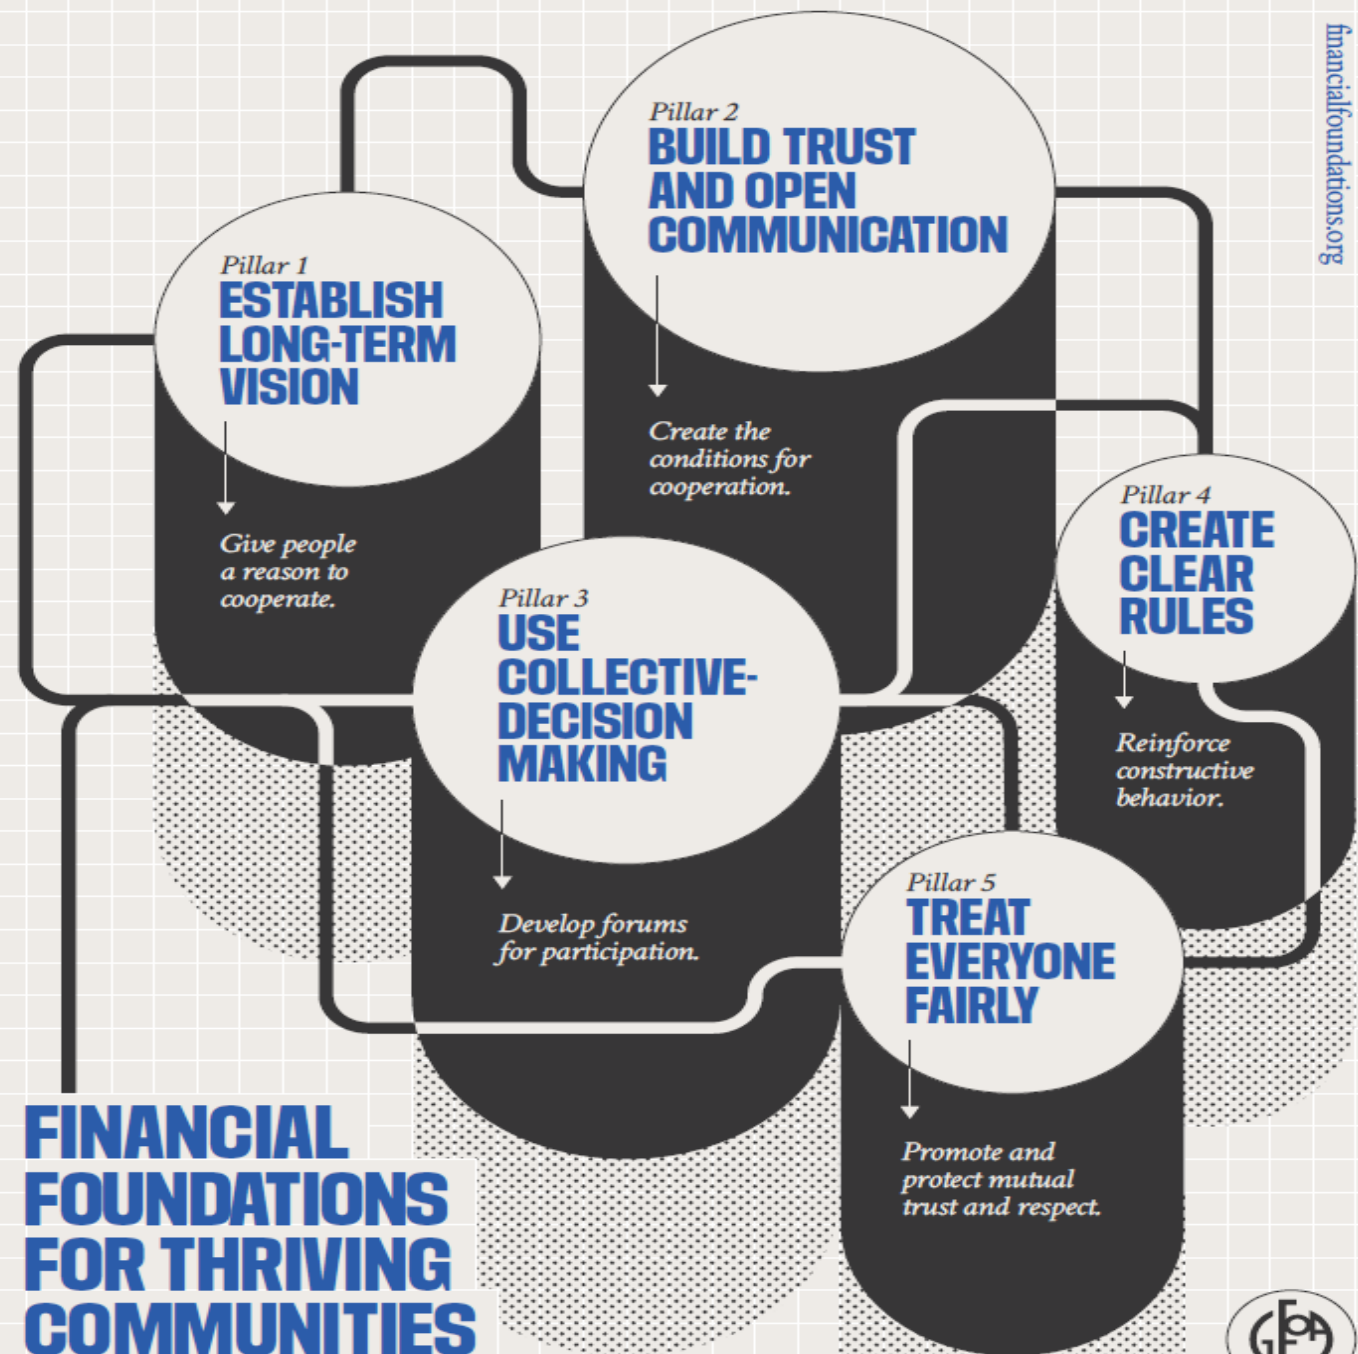 financialfoundations.org
Pillar 1
ESTABLISH
LONG-TERM
VISION
Give people
a reason to
cooperate.
Pillar 2
BUILD TRUST
AND OPEN
COMMUNICATION
Create the
conditions for
cooperation.
Pillar 3
USE
COLLECTIVE-
DECISION
MAKING
Develop forums
for participation.
Pillar 4
CREATE
CLEAR
RULES
Reinforce
constructive
behavior.
Pillar 5
TREAT
EVERYONE
FAIRLY
Promote and
protect mutual
trust and respect.
FINANCIAL
FOUNDATIONS
FOR THRIVING
COMMUNITIES
GFOA